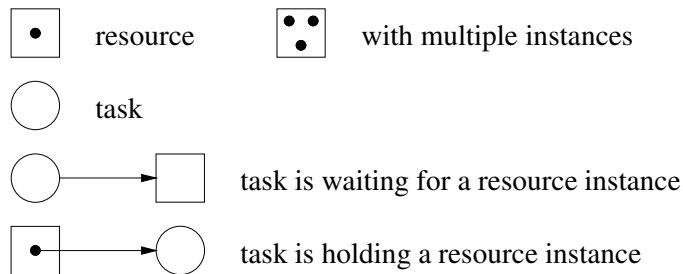 resource with multiple instances
task
task is waiting for a resource instance
task is holding a resource instance